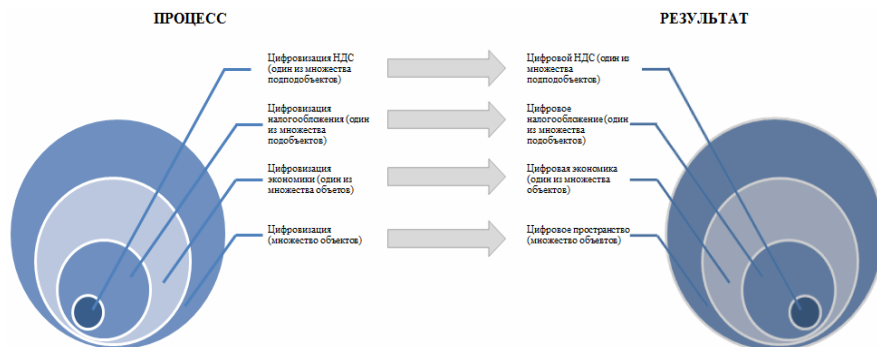 ПРОЦЕСС
РЕЗУЛЬТАТ
Цифровизация НДС
(один из множества
подподобъектов)
Цифровизация
налогообложения (один
из множества
подобъектов)
Цифровизация
экономики (один из
множества объетов)
Цифровизация
(множество объектов)
Цифровой НДС (один из
множества
подподобъектов)
Цифровое
налогообложение (один
из множества
подобъектов)
Цифровая экономика
(один из множества
объектов)
Цифровое пространство
(множество объевтов)